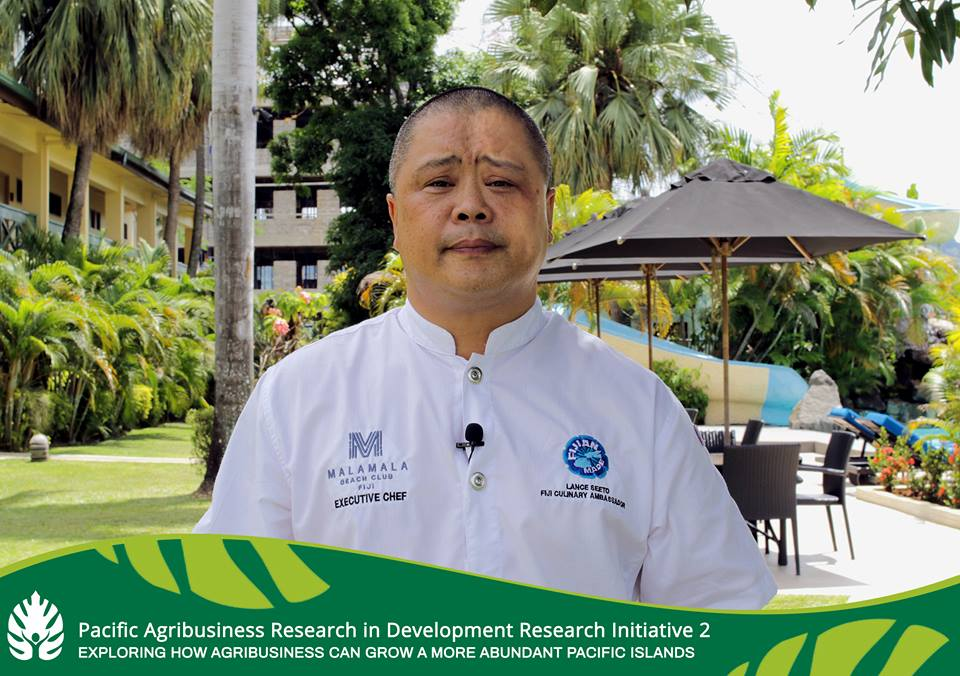 M
MALAMALA
BEACH CLUB
FIJI
EXECUTIVE CHEF
FIJIAN
MADE
LANCE SEETO
FIJI CULINARY AMBASSADOR
Pacific Agribusiness Research in Development Research Initiative 2
EXPLORING HOW AGRIBUSINESS CAN GROW A MORE ABUNDANT PACIFIC ISLANDS